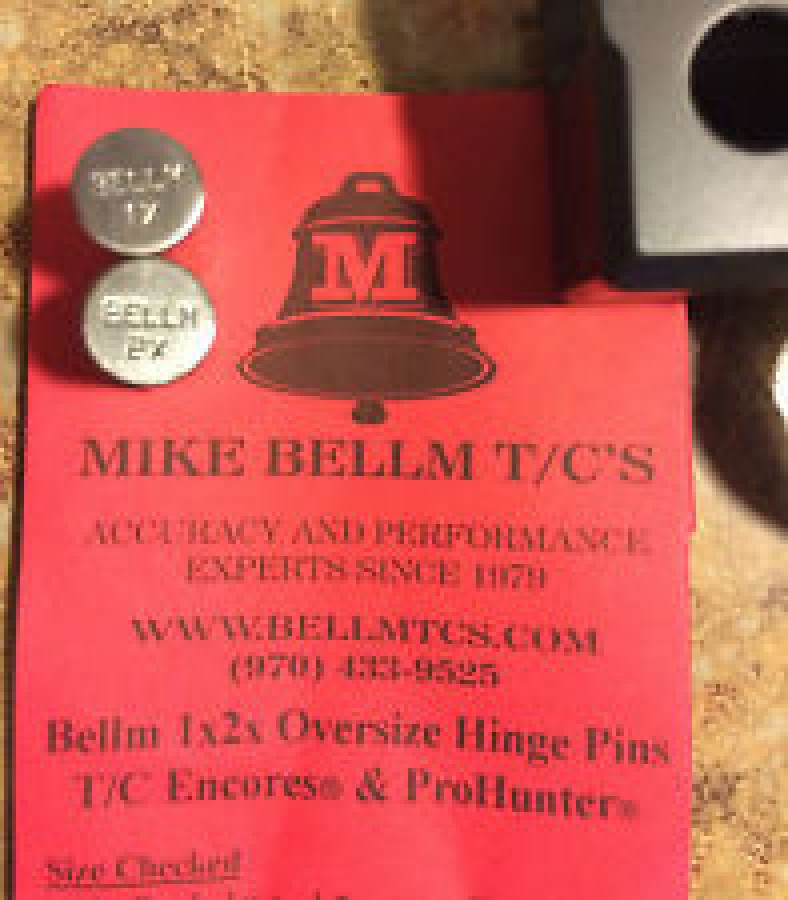 BELLM
1X
BELLM
2X
M
MIKE BELLM T/C'S
ACCURACY AND PERFORMANCE
EXPERTS SINCE 1979
WWW.BELLMTCS.COM
(970) 433-9525
Bellm 1x2x Oversize Hinge Pins
T/C Encores® & ProHunter®
Size Checked